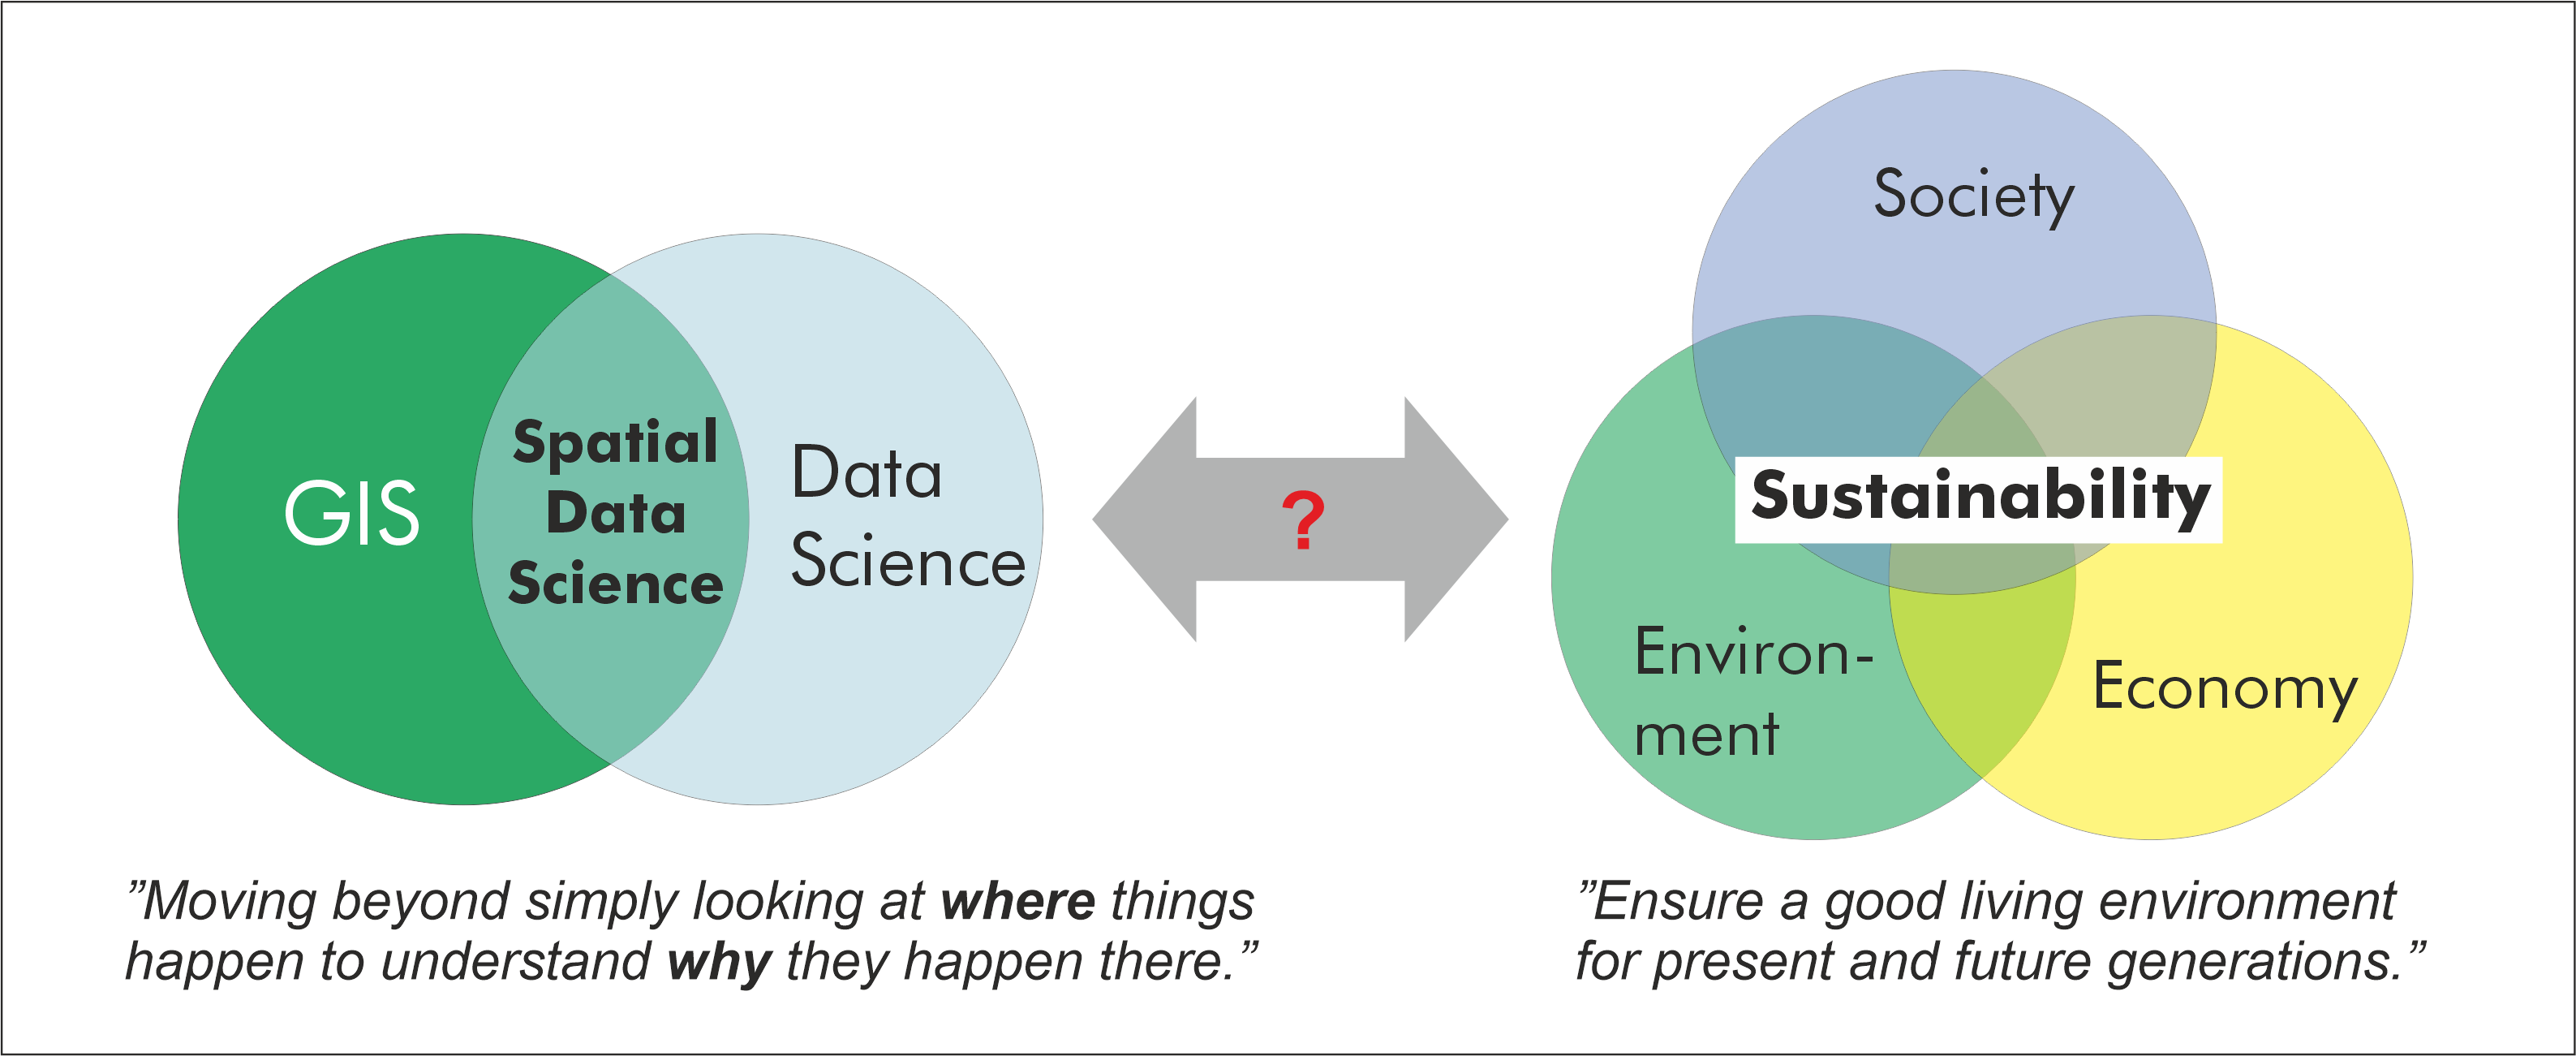 GIS
Spatial
Data
Science
Data
Science
?
Society
Sustainability
Environ-
ment
Economy
”Moving beyond simply looking at where things
happen to understand why they happen there.”
”Ensure a good living environment
for present and future generations.”